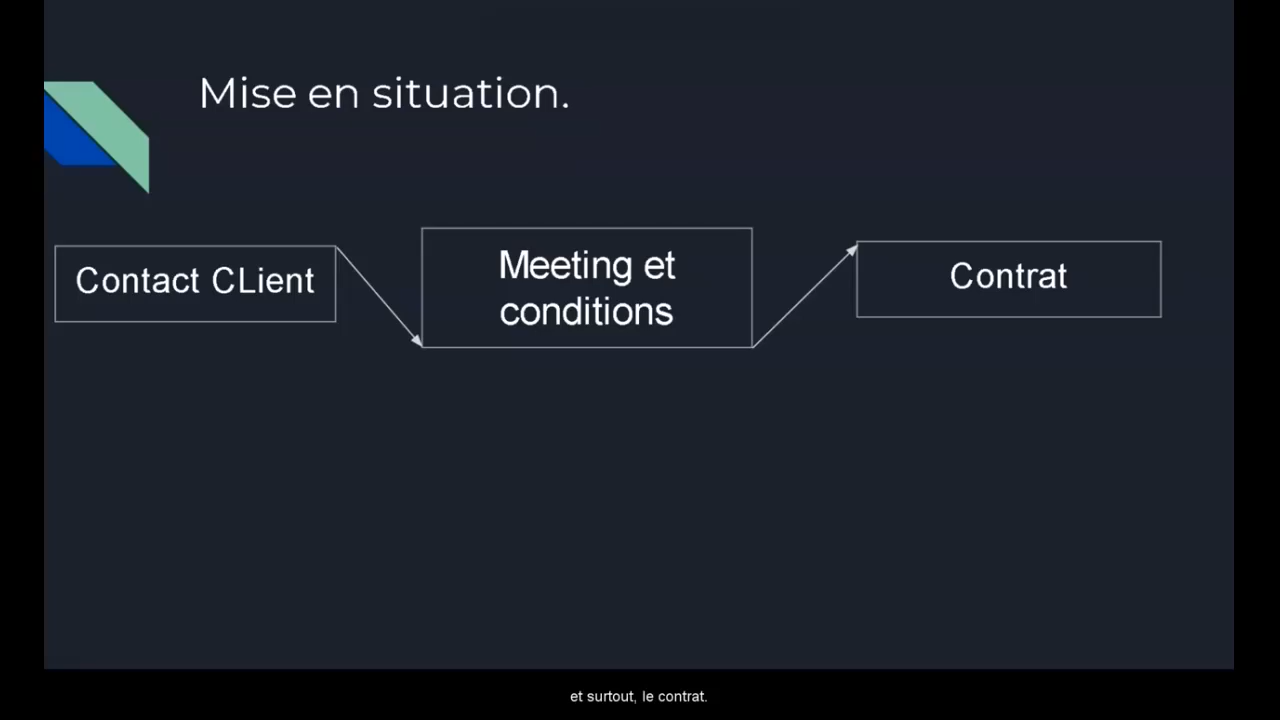 Mise en situation.
Contact CLient
Meeting et
conditions
Contrat
et surtout, le contrat.